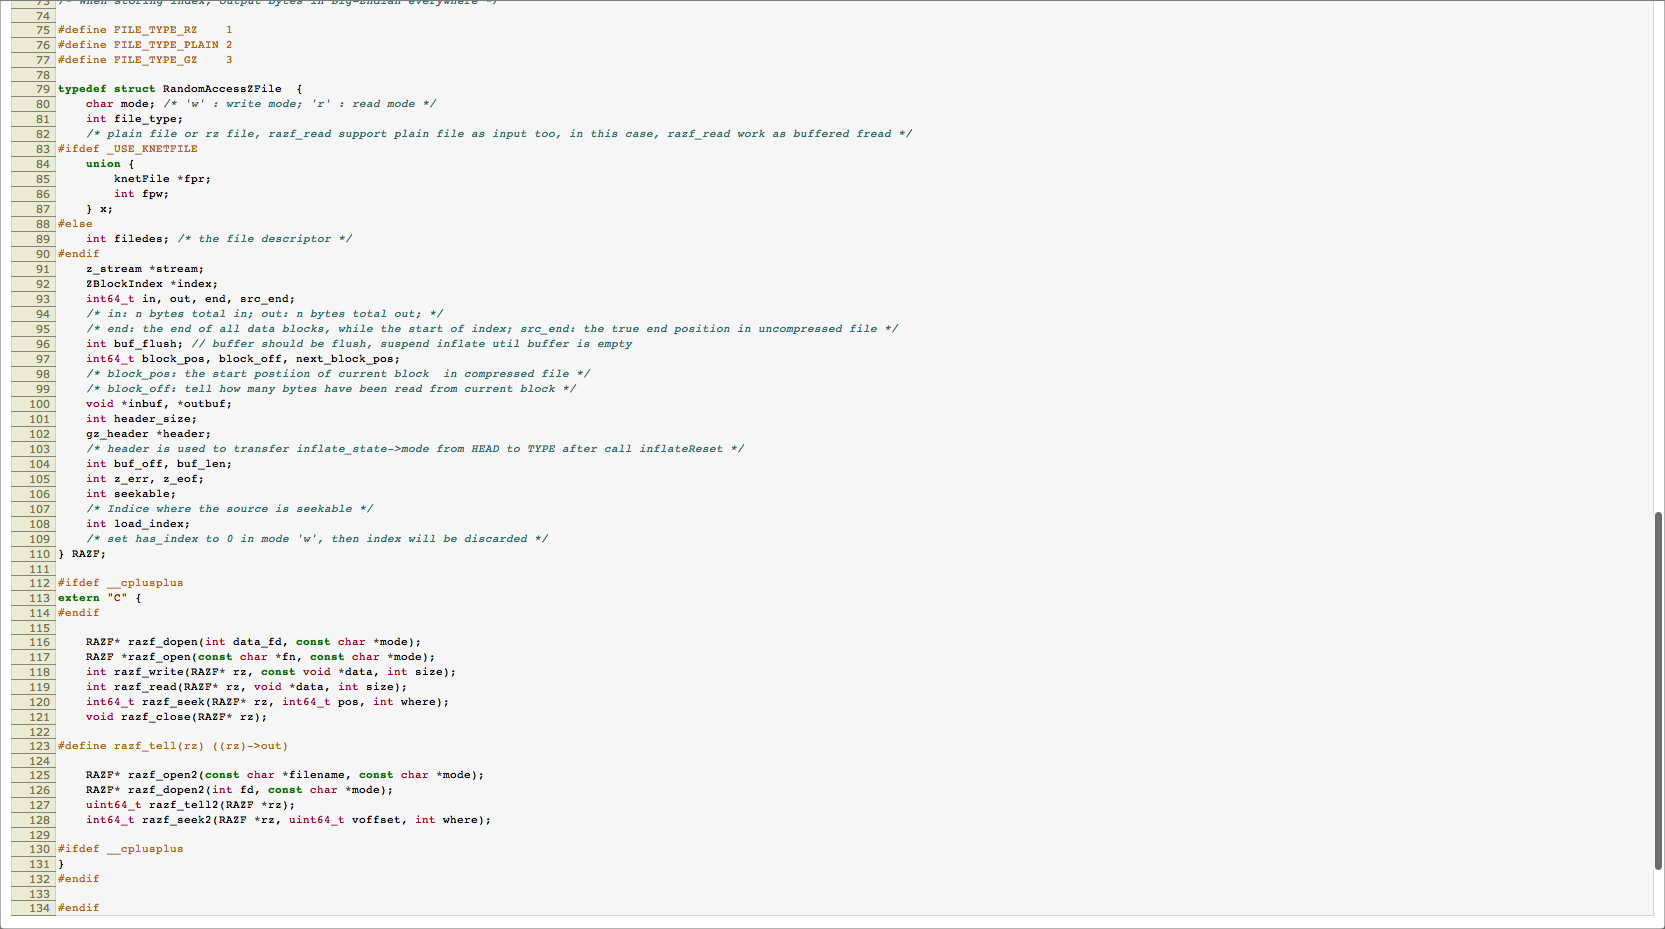 73 /* when storing index, output bytes in Big-Endian everywhere */
74
75 #define FILE_TYPE_RZ    1
76 #define FILE_TYPE_PLAIN 2
77 #define FILE_TYPE_GZ    3
78
79 typedef struct RandomAccessZFile  {
80     char mode; /* 'w' : write mode; 'r' : read mode */
81     int file_type;
82     /* plain file or rz file, razf_read support plain file as input too, in this case, razf_read work as buffered fread */
83 #ifdef _USE_KNETFILE
84     union {
85         knetFile *fpr;
86         int fpw;
87     } x;
88 #else
89     int filedes; /* the file descriptor */
90 #endif
91     z_stream *stream;
92     ZBlockIndex *index;
93     int64_t in, out, end, src_end;
94     /* in: n bytes total in; out: n bytes total out; */
95     /* end: the end of all data blocks, while the start of index; src_end: the true end position in uncompressed file */
96     int buf_flush; // buffer should be flush, suspend inflate util buffer is empty
97     int64_t block_pos, block_off, next_block_pos;
98     /* block_pos: the start postiion of current block  in compressed file */
99     /* block_off: tell how many bytes have been read from current block */
100     void *inbuf, *outbuf;
101     int header_size;
102     gz_header *header;
103     /* header is used to transfer inflate_state->mode from HEAD to TYPE after call inflateReset */
104     int buf_off, buf_len;
105     int z_err, z_eof;
106     int seekable;
107     /* Indice where the source is seekable */
108     int load_index;
109     /* set has_index to 0 in mode 'w', then index will be discarded */
110 } RAZF;
111
112 #ifdef __cplusplus
113 extern "C" {
114 #endif
115
116     RAZF* razf_dopen(int data_fd, const char *mode);
117     RAZF *razf_open(const char *fn, const char *mode);
118     int razf_write(RAZF* rz, const void *data, int size);
119     int razf_read(RAZF* rz, void *data, int size);
120     int64_t razf_seek(RAZF* rz, int64_t pos, int where);
121     void razf_close(RAZF* rz);
122
123 #define razf_tell(rz) ((rz)->out)
124
125     RAZF* razf_open2(const char *filename, const char *mode);
126     RAZF* razf_dopen2(int fd, const char *mode);
127     uint64_t razf_tell2(RAZF *rz);
128     int64_t razf_seek2(RAZF *rz, uint64_t voffset, int where);
129
130 #ifdef __cplusplus
131 }
132 #endif
133
134 #endif